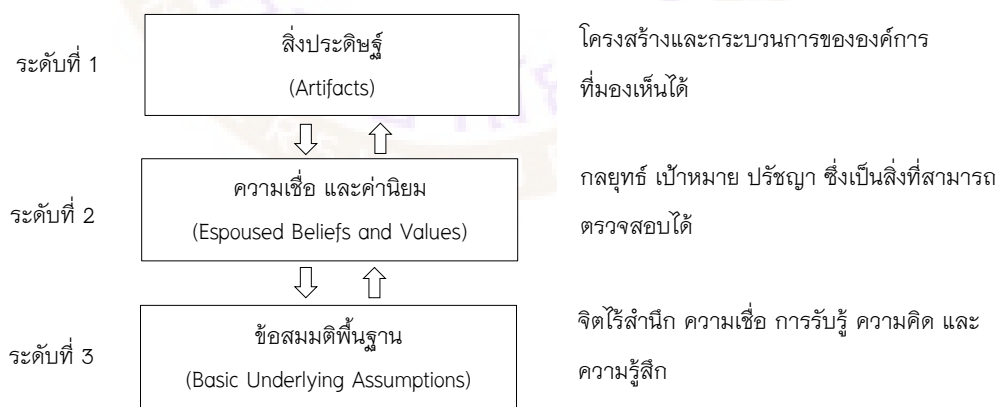 ระดับที่ 1
สิ่งประดิษฐ์
(Artifacts)
โครงสร้างและกระบวนการขององค์การ
ที่มองเห็นได้
ระดับที่ 2
ความเชื่อ และค่านิยม
(Espoused Beliefs and Values)
กลยุทธ์ เป้าหมาย ปรัชญา ซึ่งเป็นสิ่งที่สามารถ
ตรวจสอบได้
ระดับที่ 3
ข้อสมมติพื้นฐาน
(Basic Underlying Assumptions)
จิตไร้สำนึก ความเชื่อ การรับรู้ ความคิด และ
ความรู้สึก